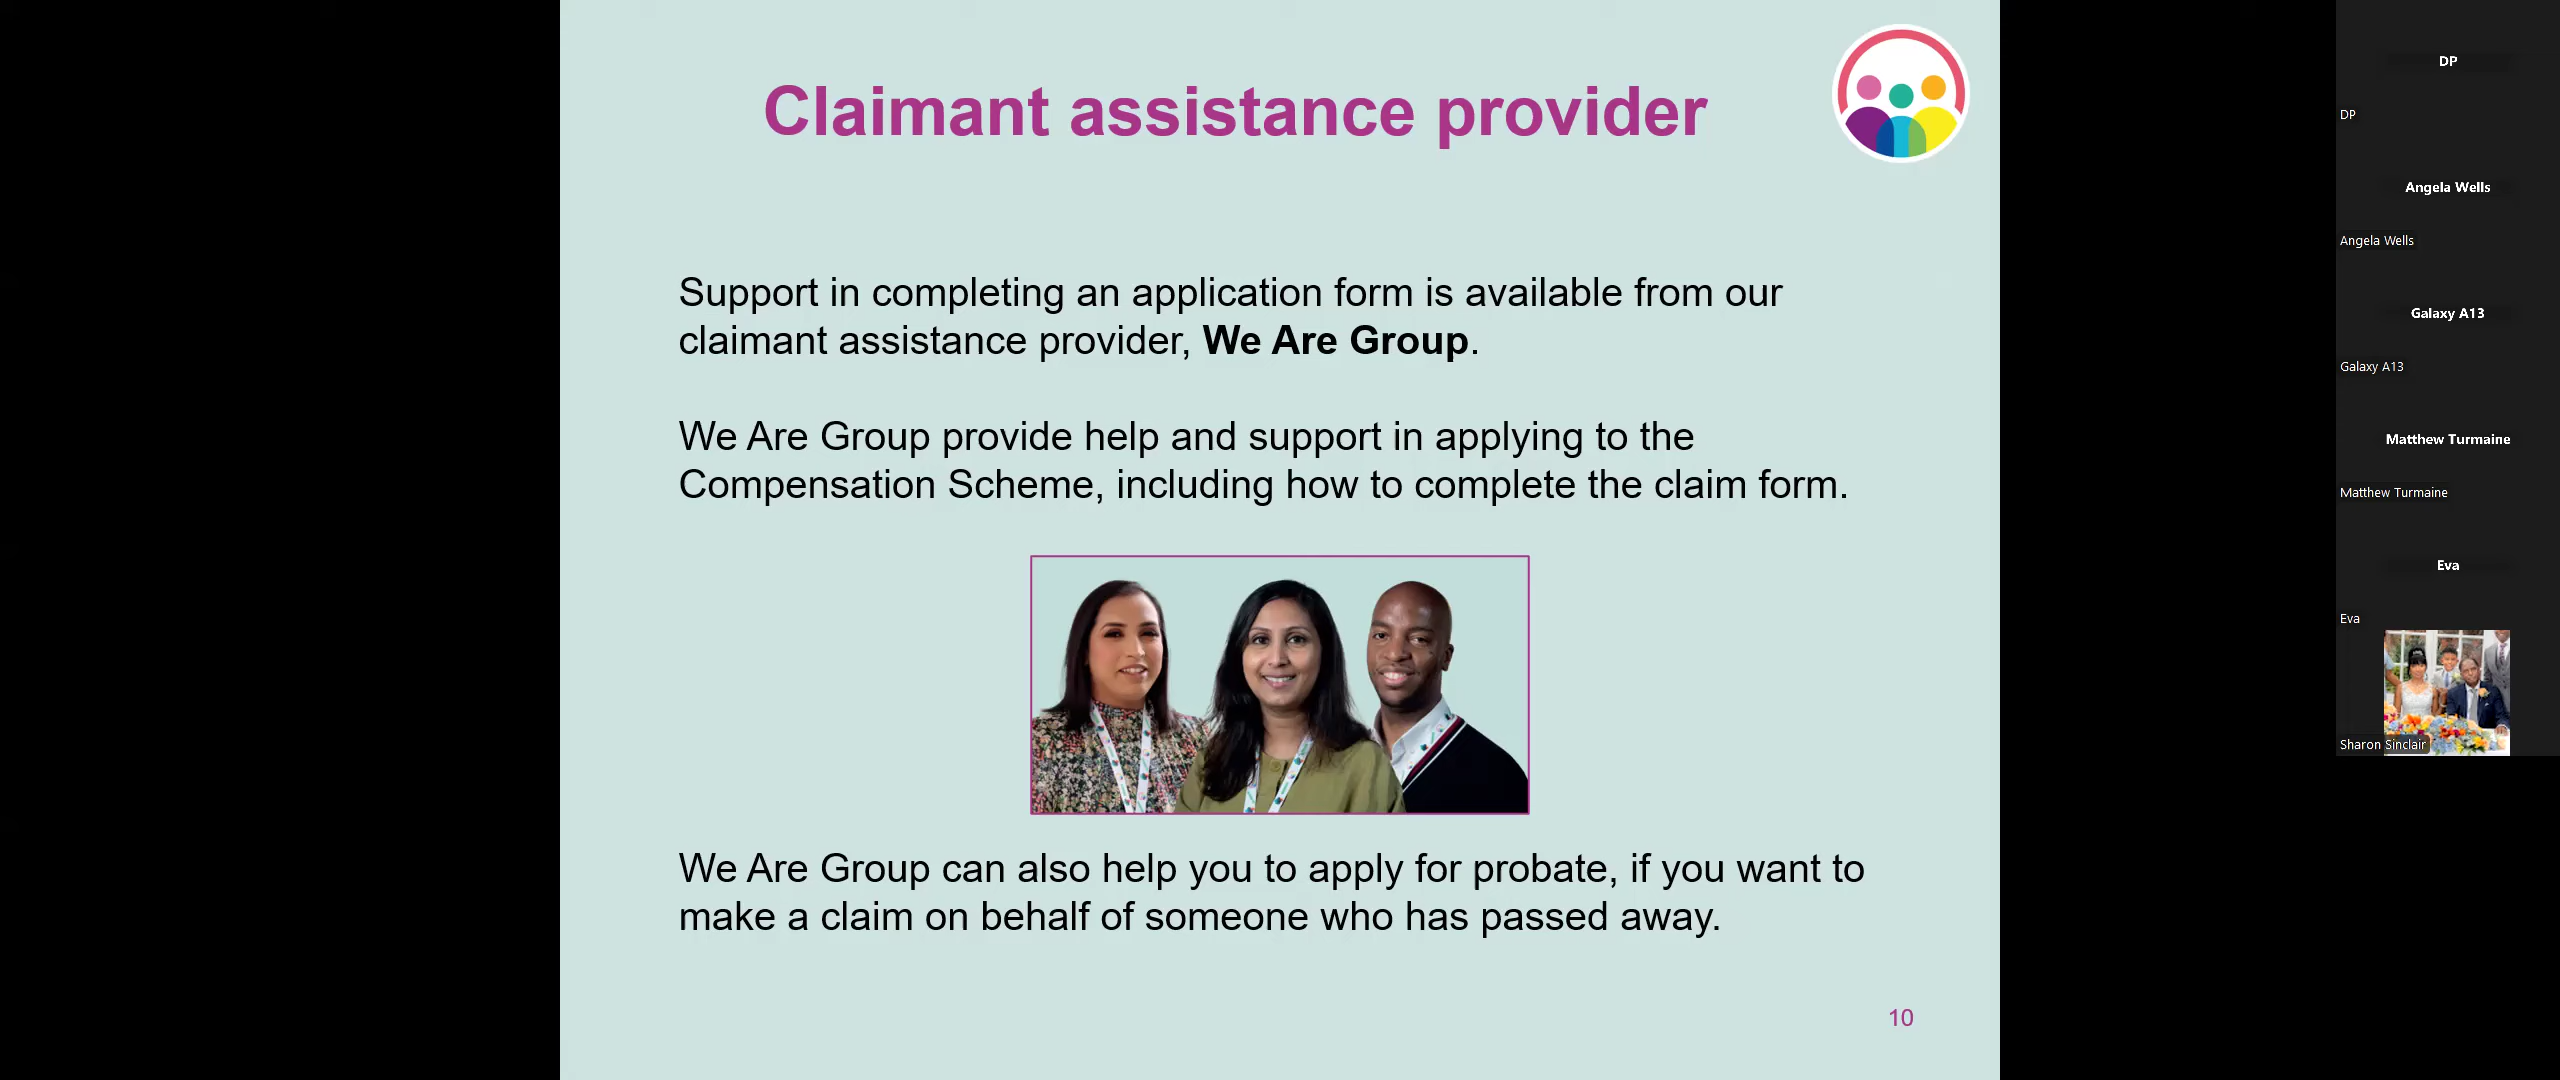 Claimant assistance provider
Support in completing an application form is available from our
claimant assistance provider, We Are Group.
We Are Group provide help and support in applying to the
Compensation Scheme, including how to complete the claim form.
We Are Group can also help you to apply for probate, if you want to
make a claim on behalf of someone who has passed away.
10
DP
DP
Angela Wells
Angela Wells
Galaxy A13
Galaxy A13
Matthew Turmaine
Matthew Turmaine
Eva
Eva
Sharon Sinclair